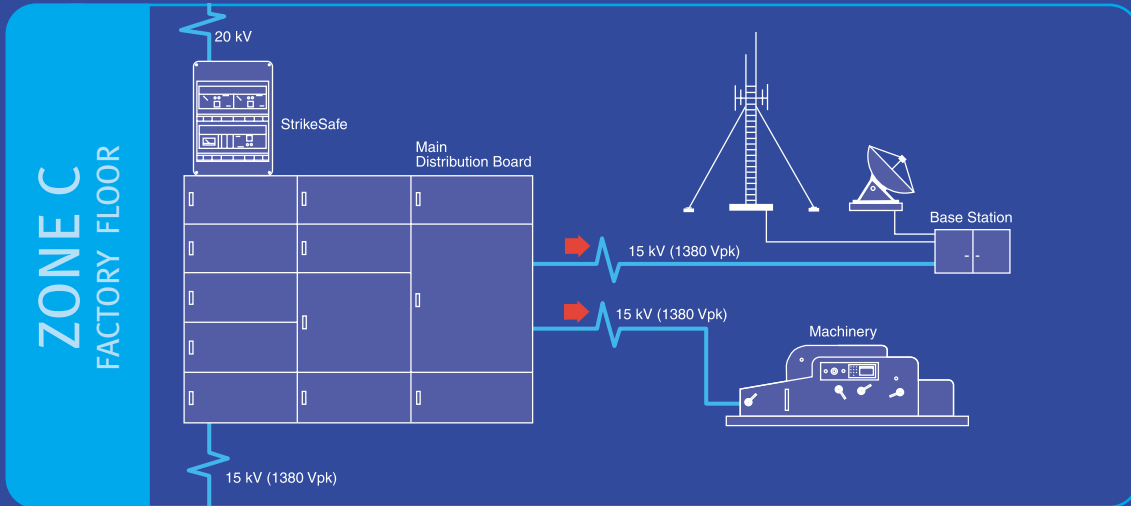 ZONE C
FACTORY FLOOR
20 kV
StrikeSafe
Main
Distribution Board
Base Station
15 kV (1380 Vpk)
15 kV (1380 Vpk)
Machinery
15 kV (1380 Vpk)